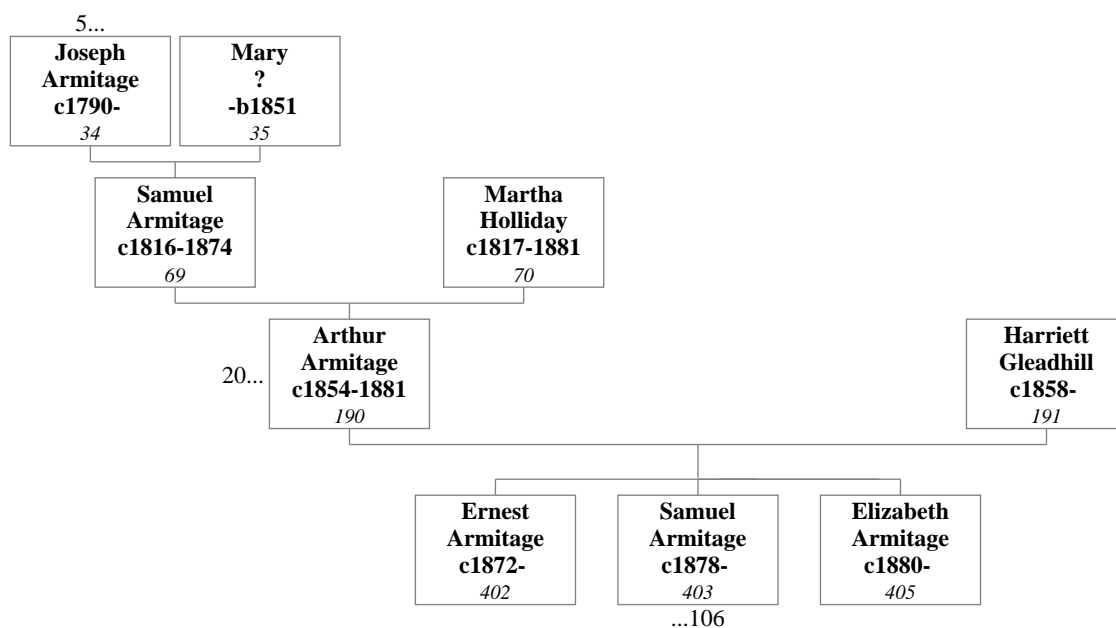 5...
Joseph
Armitage
c1790-
34
Mary
?
-b1851
35
Samuel
Armitage
c1816-1874
69
Martha
Holliday
c1817-1881
70
20...
Arthur
Armitage
c1854-1881
190
Harriett
Gleadhill
c1858-
191
Ernest
Armitage
c1872-
402
Samuel
Armitage
c1878-
403
...106
Elizabeth
Armitage
c1880-
405